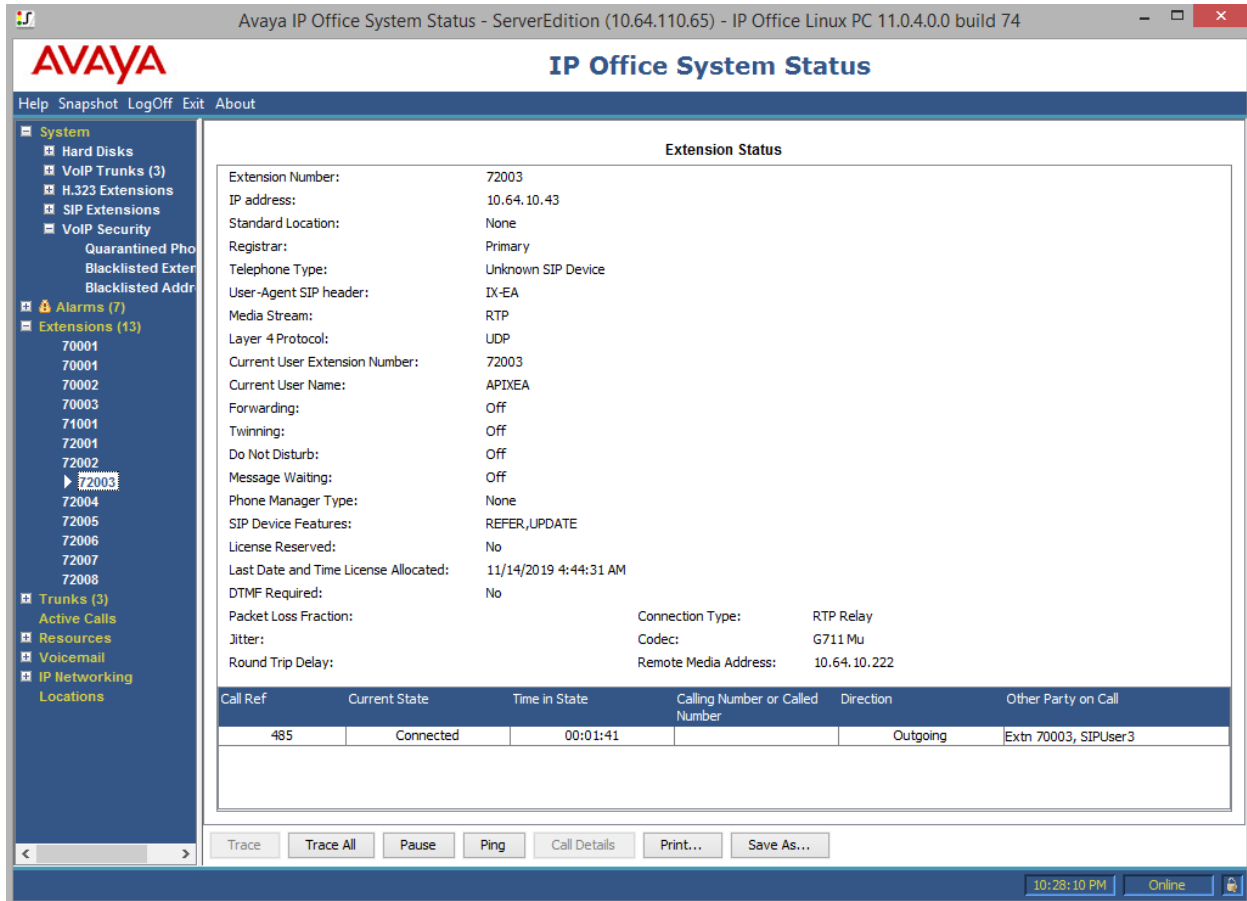 Avaya IP Office System Status - ServerEdition (10.64.110.65) - IP Office Linux PC 11.0.4.0.0 build 74
AVAYA
IP Office System Status
Help Snapshot LogOff Exit About
System
Hard Disks
VoIP Trunks (3)
H.323 Extensions
SIP Extensions
VoIP Security
Quarantined Pho
Blacklisted Exter
Blacklisted Addr
Alarms (7)
Extensions (13)
70001
70001
70002
70003
71001
72001
72002
72003
72004
72005
72006
72007
72008
Trunks (3)
Active Calls
Resources
Voicemail
IP Networking
Locations
Extension Status
Extension Number: 72003
IP address: 10.64.10.43
Standard Location: None
Registrar: Primary
Telephone Type: Unknown SIP Device
User-Agent SIP header: IX-EA
Media Stream: RTP
Layer 4 Protocol: UDP
Current User Extension Number: 72003
Current User Name: APIXEA
Forwarding: Off
Twinning: Off
Do Not Disturb: Off
Message Waiting: Off
Phone Manager Type: None
SIP Device Features: REFER,UPDATE
License Reserved: No
Last Date and Time License Allocated: 11/14/2019 4:44:31 AM
DTMF Required: No
Packet Loss Fraction: Connection Type: RTP Relay
Jitter: Codec: G711 Mu
Round Trip Delay: Remote Media Address: 10.64.10.222
Call Ref Current State Time in State Calling Number or Called Number Direction Other Party on Call
485 Connected 00:01:41 Outgoing Extn 70003, SIPUser3
Trace Trace All Pause Ping Call Details Print... Save As...
10:28:10 PM Online